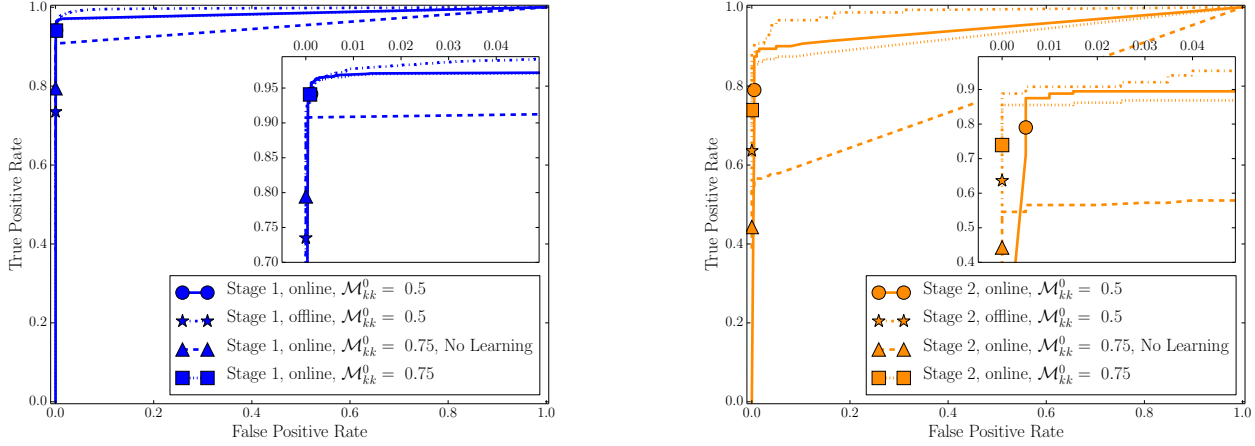 1.0
0.8
0.6
0.4
0.2
0.0
True Positive Rate
0.0 0.2 0.4 0.6 0.8 1.0
False Positive Rate
0.00 0.01 0.02 0.03 0.04
0.95
0.90
0.85
0.80
0.75
0.70
Stage 1, online, $\mathcal{M}^0_{kk} =$ 0.5
Stage 1, offline, $\mathcal{M}^0_{kk} =$ 0.5
Stage 1, online, $\mathcal{M}^0_{kk} =$ 0.75, No Learning
Stage 1, online, $\mathcal{M}^0_{kk} =$ 0.75
1.0
0.8
0.6
0.4
0.2
0.0
True Positive Rate
0.0 0.2 0.4 0.6 0.8 1.0
False Positive Rate
0.00 0.01 0.02 0.03 0.04
0.9
0.8
0.7
0.6
0.5
0.4
Stage 2, online, $\mathcal{M}^0_{kk} =$ 0.5
Stage 2, offline, $\mathcal{M}^0_{kk} =$ 0.5
Stage 2, online, $\mathcal{M}^0_{kk} =$ 0.75, No Learning
Stage 2, online, $\mathcal{M}^0_{kk} =$ 0.75